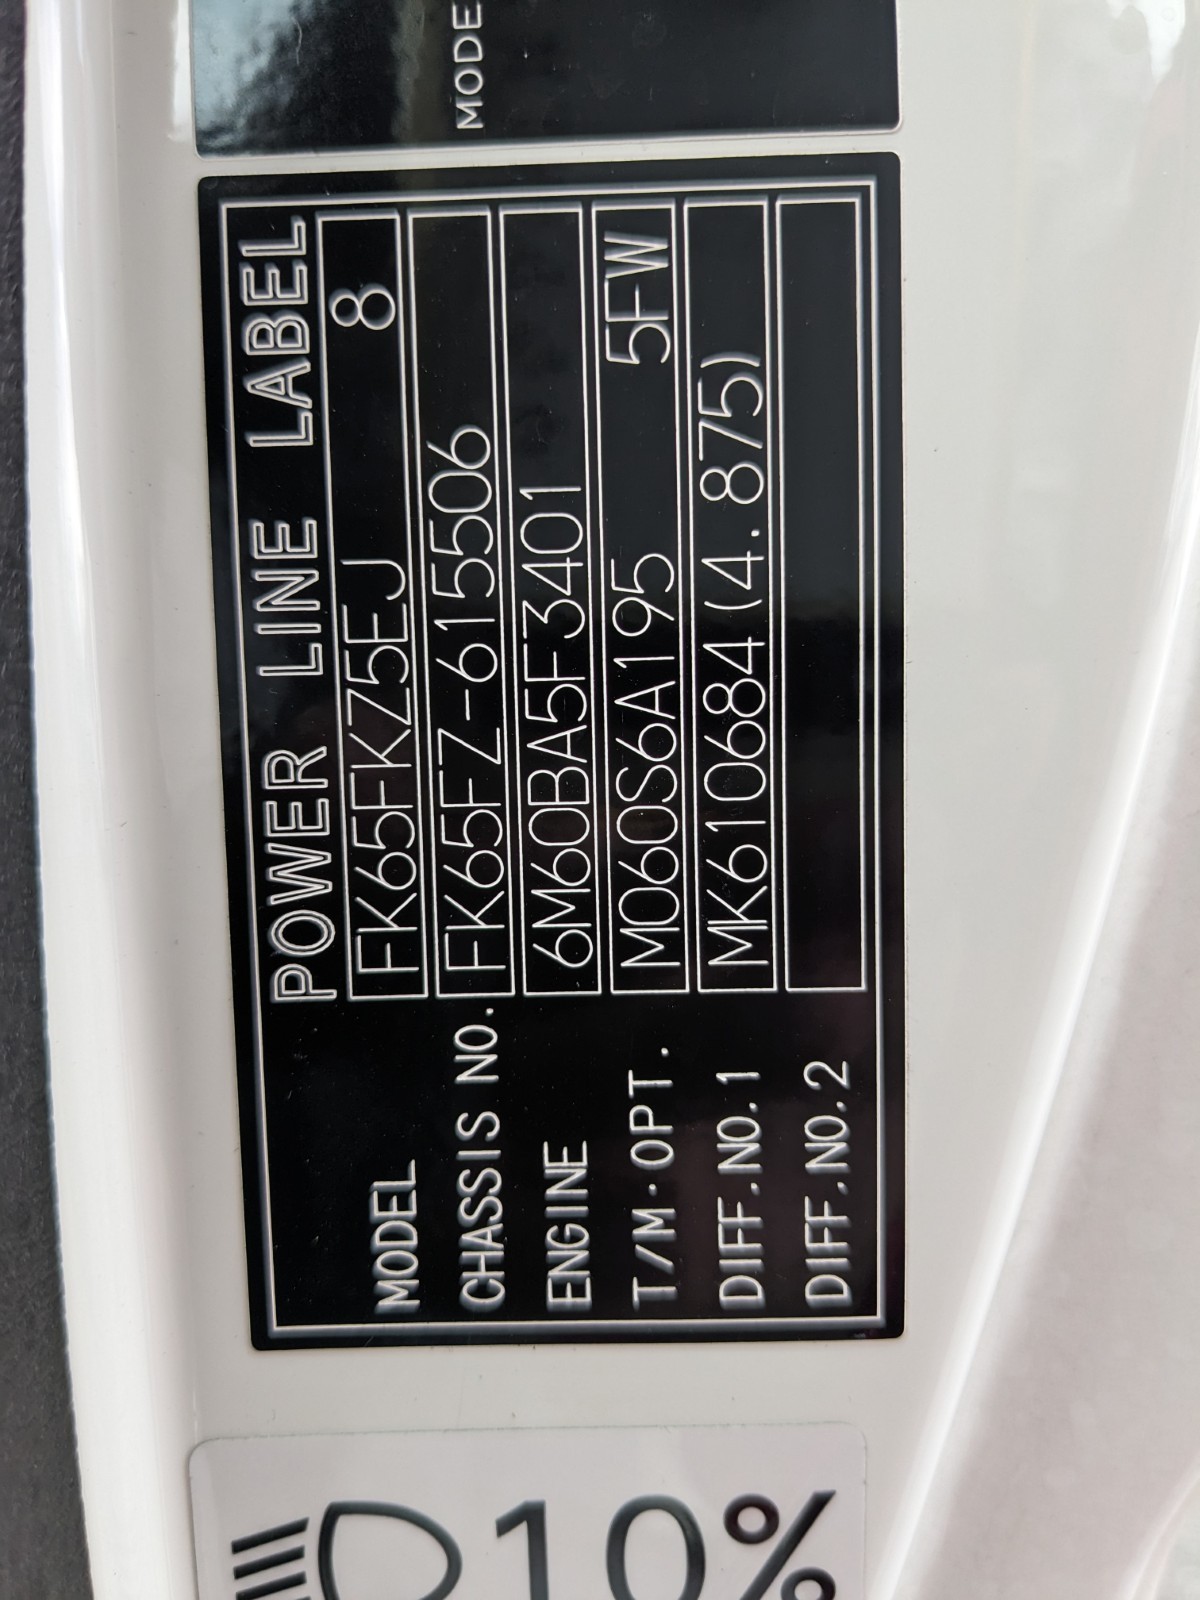 MODE
POWER LINE LABEL
MODEL FK65FKZ5EJ 8
CHASSIS NO. FK65FZ-615506
ENGINE 6M60BA5F3401
T/M·OPT. M060S6A195 5FW
DIFF.NO.1 MK610684(4.875)
DIFF.NO.2
10%